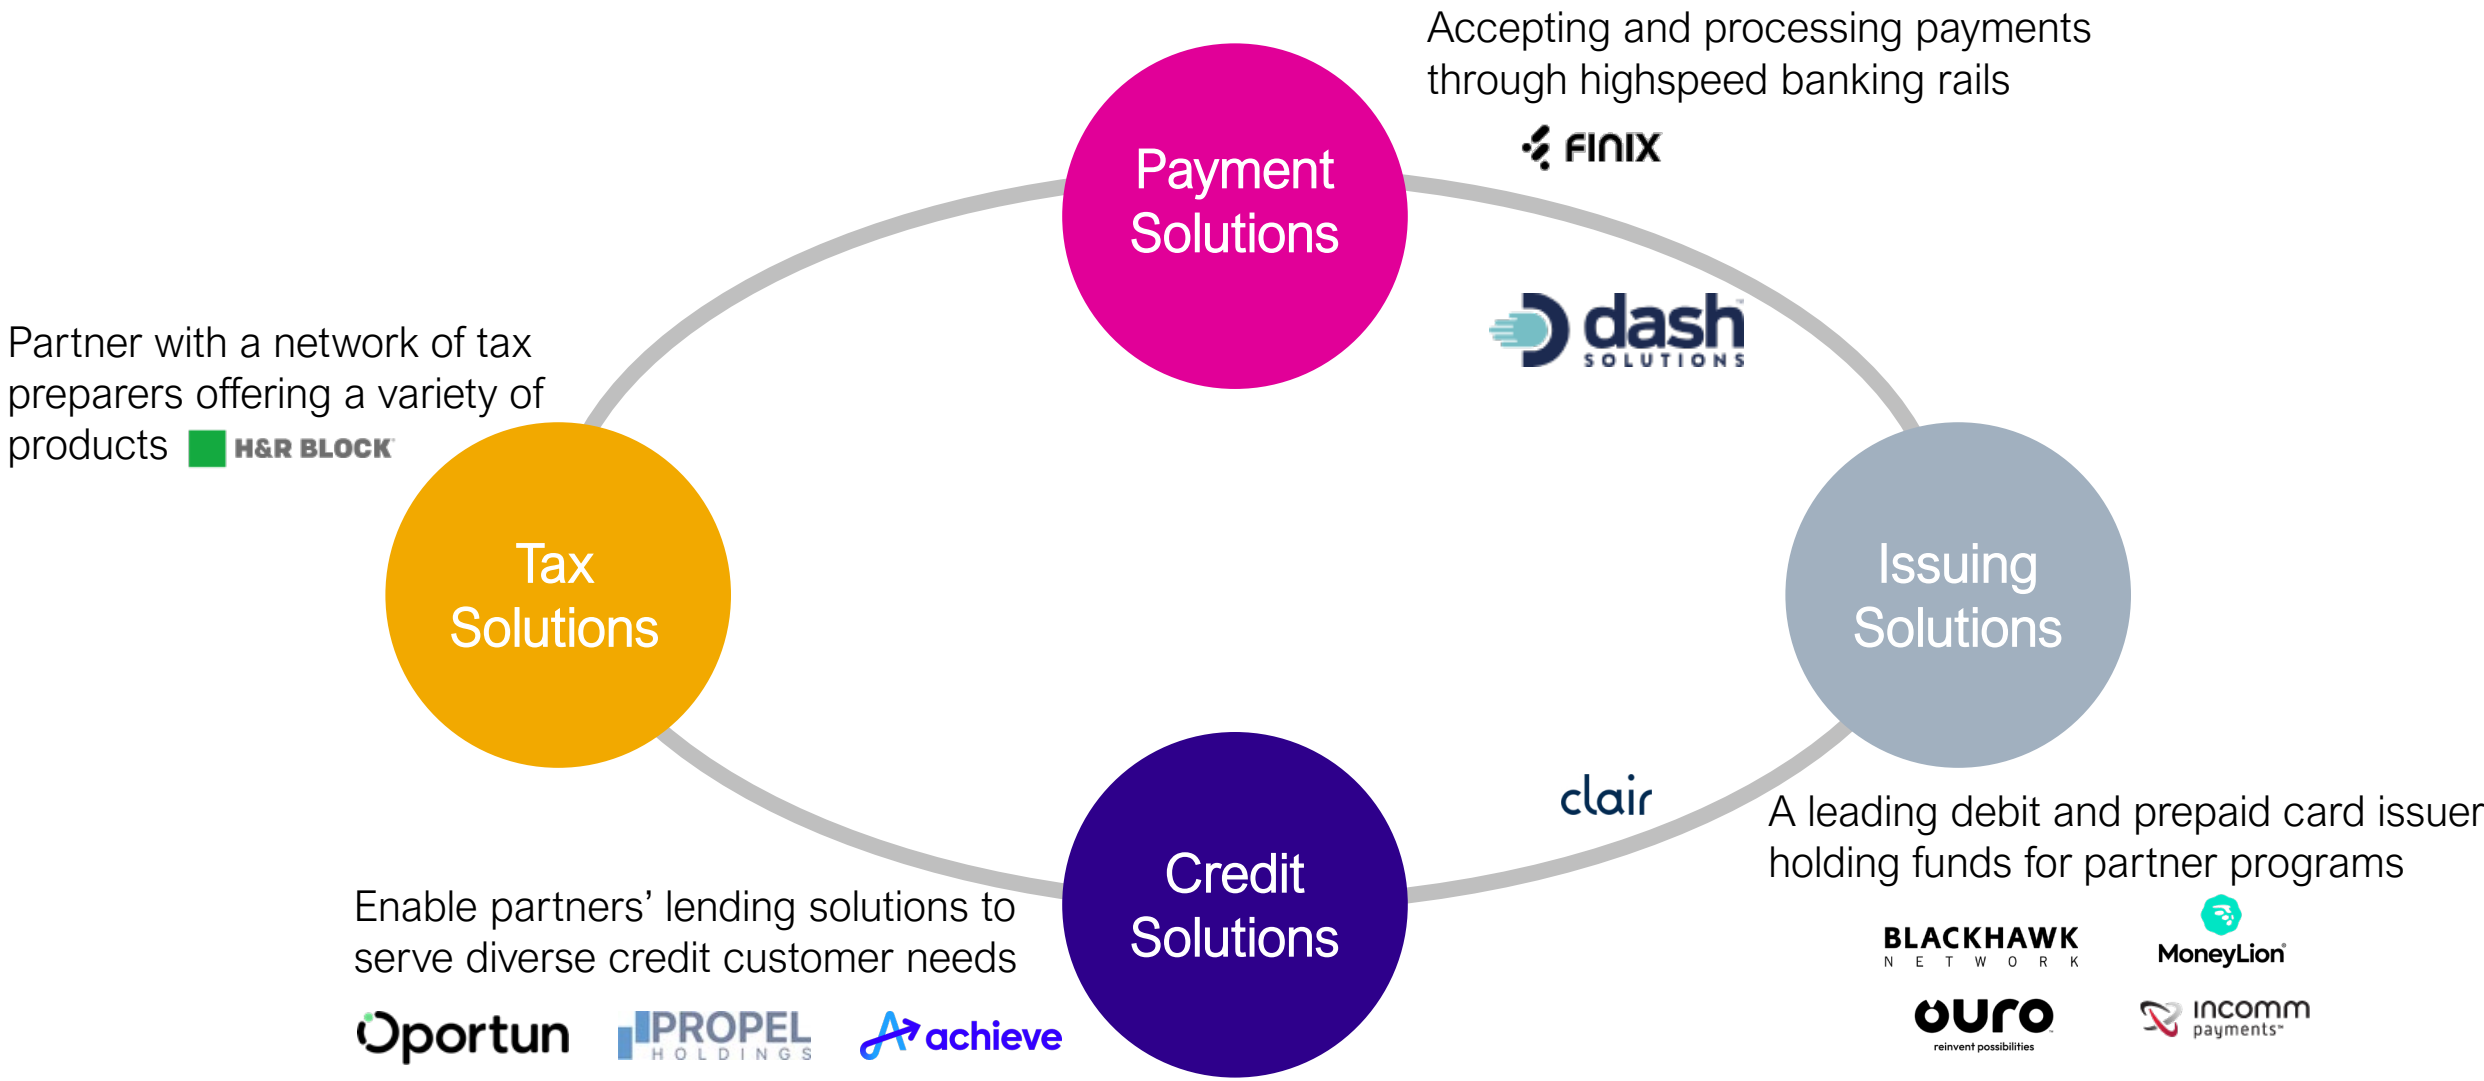 Accepting and processing payments
through highspeed banking rails
FINIX
Payment
Solutions
dash™
SOLUTIONS
Partner with a network of tax
preparers offering a variety of
products H&R BLOCK
Tax
Solutions
Issuing
Solutions
clair
A leading debit and prepaid card issuer
holding funds for partner programs
BLACKHAWK
NETWORK
MoneyLion®
ouro
reinvent possibilities
incomm
payments™
Credit
Solutions
Enable partners’ lending solutions to
serve diverse credit customer needs
Oportun
PROPEL
HOLDINGS
achieve